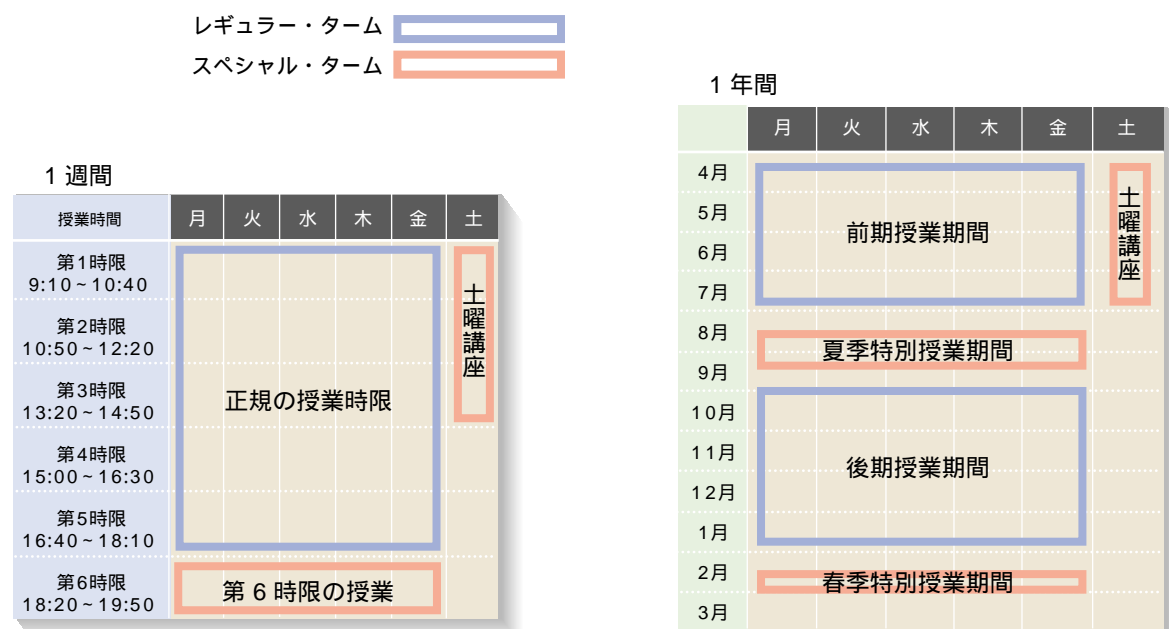 レギュラー・ターム
スペシャル・ターム
1 週間
授業時間 月 火 水 木 金 土
第1時限
9:10~10:40
第2時限
10:50~12:20
第3時限
13:20~14:50
第4時限
15:00~16:30
第5時限
16:40~18:10
第6時限
18:20~19:50
正規の授業時限
土曜講座
第 6 時限の授業
1 年間
月 火 水 木 金 土
4月
5月
6月
7月
8月
9月
10月
11月
12月
1月
2月
3月
前期授業期間
土曜講座
夏季特別授業期間
後期授業期間
春季特別授業期間